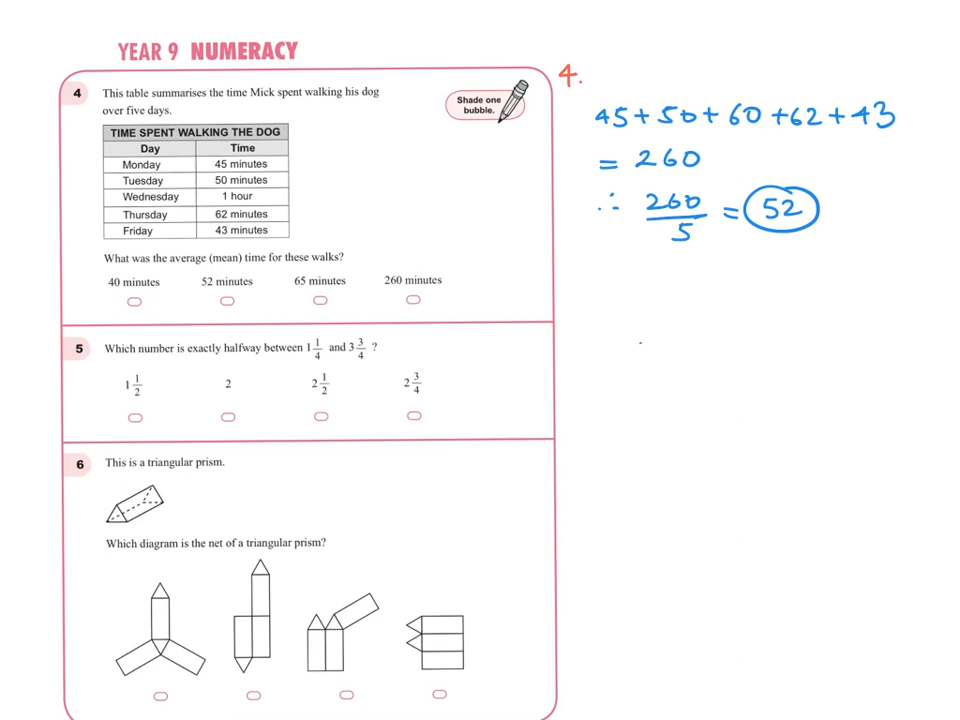 YEAR 9 NUMERACY
4 This table summarises the time Mick spent walking his dog
over five days.
Shade one
bubble.
TIME SPENT WALKING THE DOG
Day Time
Monday 45 minutes
Tuesday 50 minutes
Wednesday 1 hour
Thursday 62 minutes
Friday 43 minutes
What was the average (mean) time for these walks?
40 minutes 52 minutes 65 minutes 260 minutes
5 Which number is exactly halfway between 1 1/4 and 3 3/4 ?
1 1/2 2 2 1/2 2 3/4
6 This is a triangular prism.
Which diagram is the net of a triangular prism?
4.
45 + 50 + 60 + 62 + 43
= 260
∴ 260/5 = 52